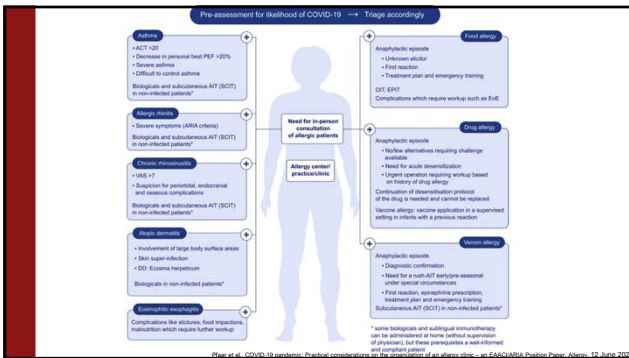 Pre-assessment for likelihood of COVID-19 → Triage accordingly
Asthma
• ACT <20
• Decrease in personal best PEF >20%
• Severe asthma
• Difficult to control asthma
Biologicals and subcutaneous AIT (SCIT)
in non-infected patients*
Allergic rhinitis
• Severe symptoms (ARIA criteria)
Biologicals and subcutaneous AIT (SCIT)
in non-infected patients*
Chronic rhinosinusitis
• VAS >7
• Suspicion for periorbital, endocranial
and osseous complications
Biologicals and subcutaneous AIT (SCIT)
in non-infected patients*
Atopic dermatitis
• Involvement of large body surface areas
• Skin super-infection
• DD: Eczema herpeticum
Biologicals in non-infected patients*
Eosinophilic esophagitis
Complications like strictures, food impactions,
malnutrition which require further workup
Need for in-person
consultation
of allergic patients
Allergy center/
practice/clinic
Food allergy
Anaphylactic episode
• Unknown elicitor
• First reaction
• Treatment plan and emergency training
OIT, EPIT
Complications which require workup such as EoE
Drug allergy
Anaphylactic episode
• No/few alternatives requiring challenge
available
• Need for acute desensitization
• Urgent operation requiring workup based
on history of drug allergy
Continuation of desensitisation protocol
of the drug is needed and cannot be replaced
Vaccine allergy: vaccine application in a supervised
setting in infants with a previous reaction
Venom allergy
Anaphylactic episode
• Diagnostic confirmation
• Need for a rush-AIT early/pre-seasonal
under special circumstances
• First reaction, epinephrine prescription,
treatment plan and emergency training
Subcutaneous AIT (SCIT) in non-infected patients*
* some biologicals and sublingual immunotherapy
can be administered at home (without supervision
of physician), but these prerequisites a well-informed
and compliant patient
Pfaar et al., COVID-19 pandemic: Practical considerations on the organization of an allergy clinic – an EAACI/ARIA Position Paper, Allergy, 12 June 202